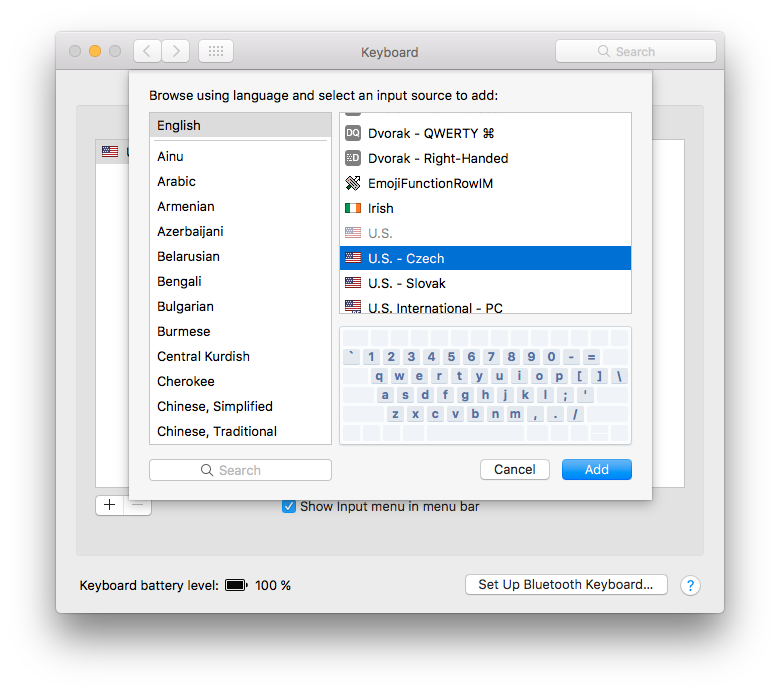 Keyboard
Search
Browse using language and select an input source to add:
English
Ainu
Arabic
Armenian
Azerbaijani
Belarusian
Bengali
Bulgarian
Burmese
Central Kurdish
Cherokee
Chinese, Simplified
Chinese, Traditional
DQ Dvorak - QWERTY ⌘
D Dvorak - Right-Handed
EmojiFunctionRowIM
Irish
U.S.
U.S. - Czech
U.S. - Slovak
U.S. International - PC
` 1 2 3 4 5 6 7 8 9 0 - =
q w e r t y u i o p [ ] \
a s d f g h j k l ; '
z x c v b n m , . /
Search
Cancel
Add
+ −
Show Input menu in menu bar
Keyboard battery level: 100 %
Set Up Bluetooth Keyboard...
?